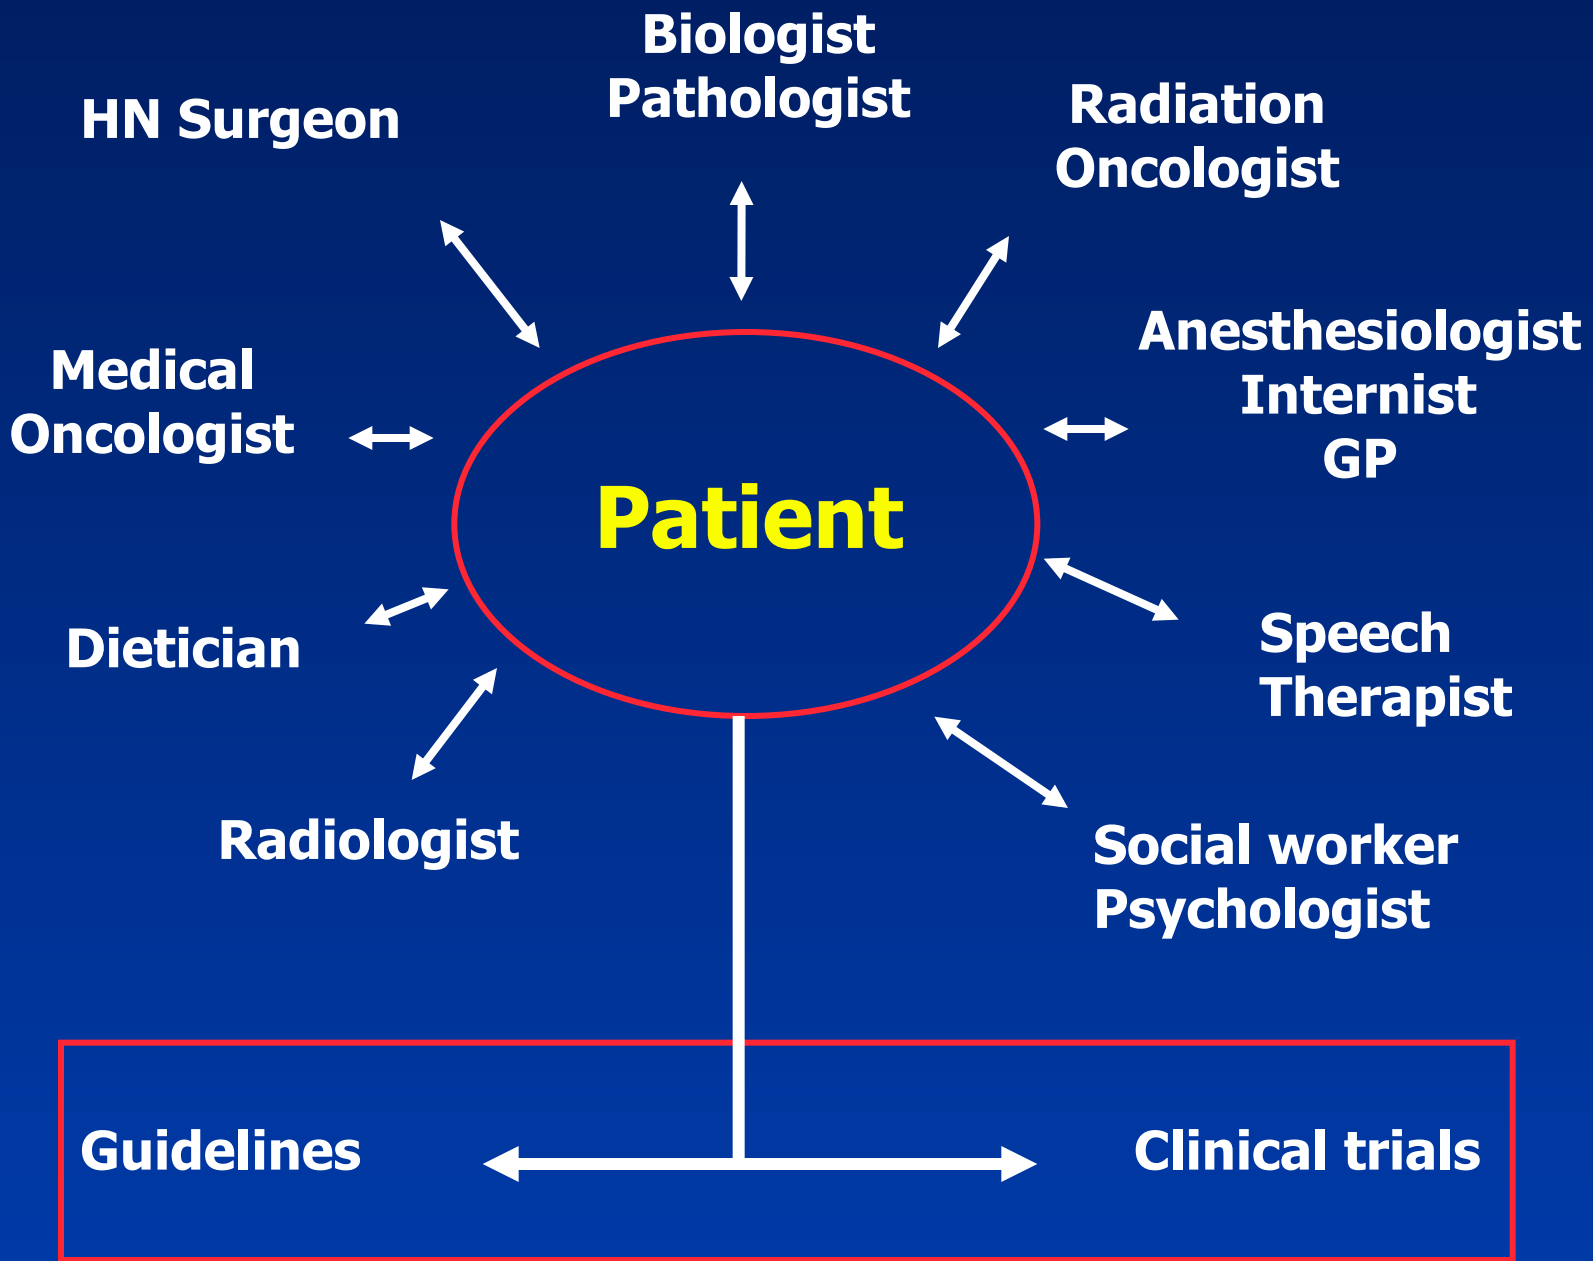 Biologist
Pathologist
HN Surgeon
Radiation
Oncologist
Medical
Oncologist
Anesthesiologist
Internist
GP
Patient
Dietician
Speech
Therapist
Radiologist
Social worker
Psychologist
Guidelines
Clinical trials